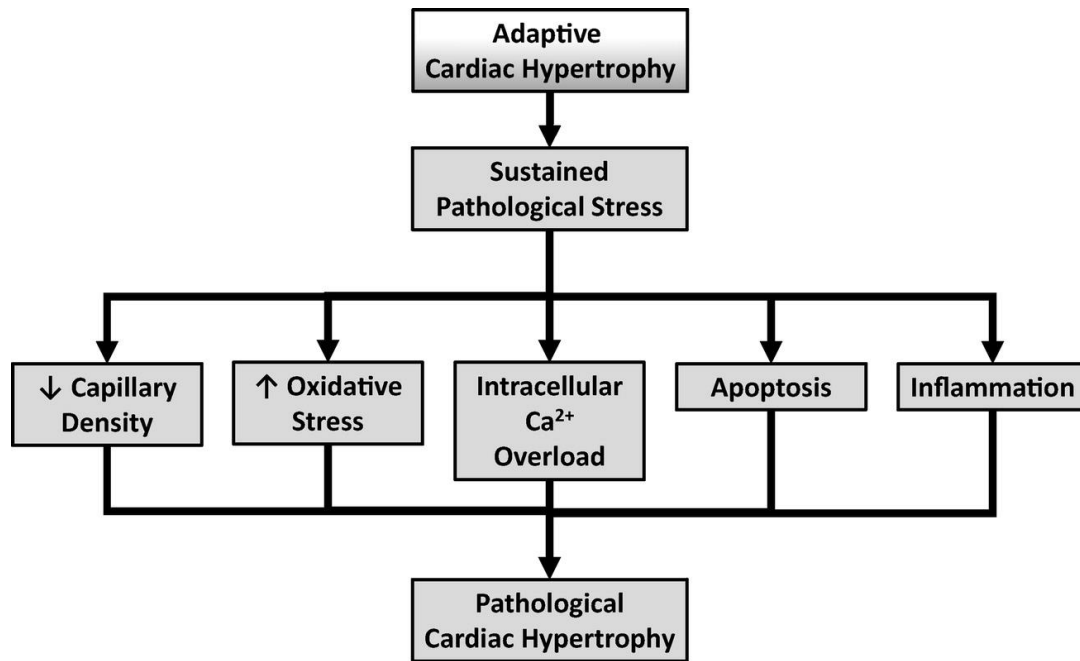 Adaptive
Cardiac Hypertrophy
Sustained
Pathological Stress
↓ Capillary
Density
↑ Oxidative
Stress
Intracellular
Ca²⁺
Overload
Apoptosis
Inflammation
Pathological
Cardiac Hypertrophy